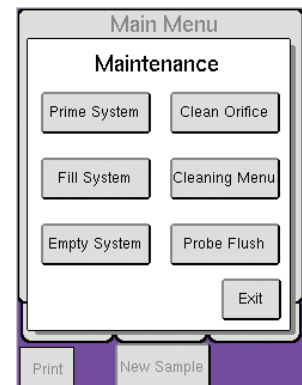 Main Menu
Maintenance
Prime System Clean Orifice
Fill System Cleaning Menu
Empty System Probe Flush
Exit
Print New Sample